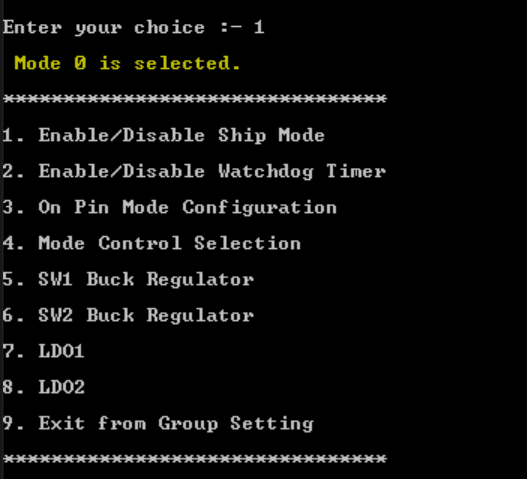 Enter your choice :- 1
Mode 0 is selected.
********************************
1. Enable/Disable Ship Mode
2. Enable/Disable Watchdog Timer
3. On Pin Mode Configuration
4. Mode Control Selection
5. SW1 Buck Regulator
6. SW2 Buck Regulator
7. LDO1
8. LDO2
9. Exit from Group Setting
********************************